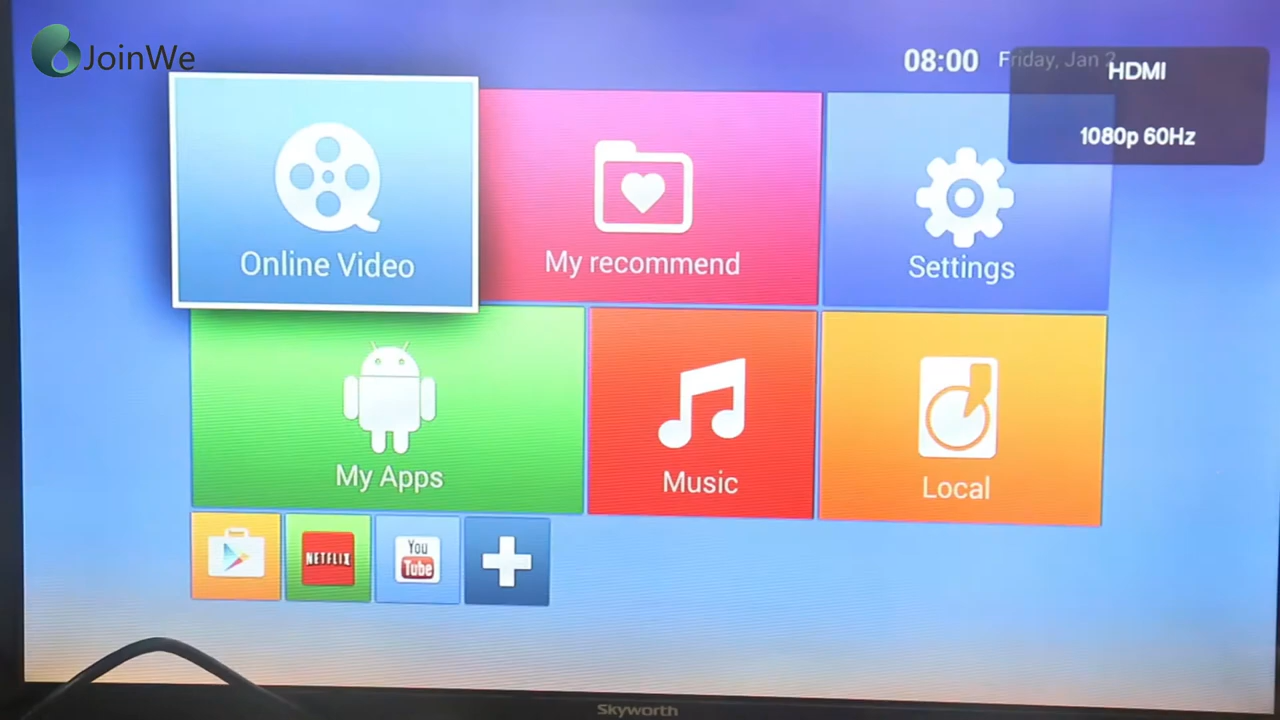 JoinWe
08:00 Friday, Jan 2
HDMI
1080p 60Hz
Online Video
My recommend
Settings
My Apps
Music
Local
NETFLIX
You
Tube
Skyworth